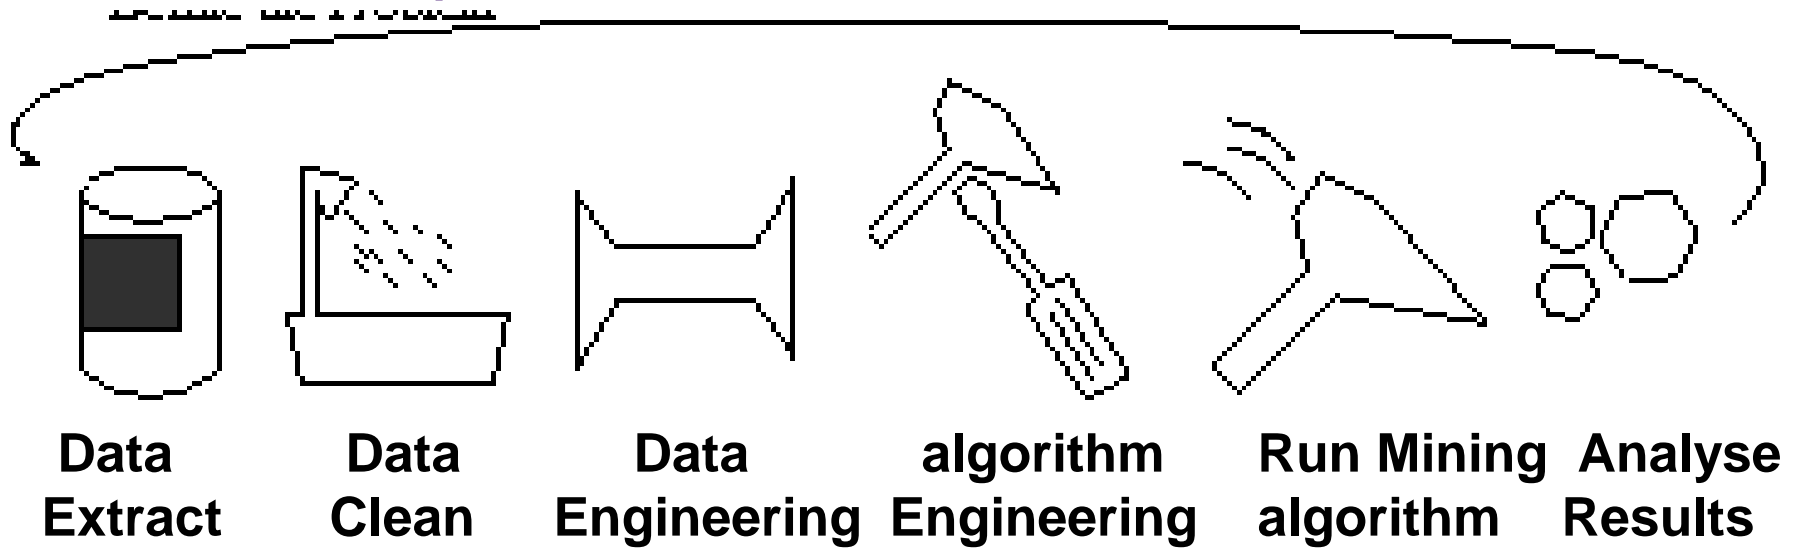 Data Data Data algorithm Run Mining Analyse
Extract Clean Engineering Engineering algorithm Results